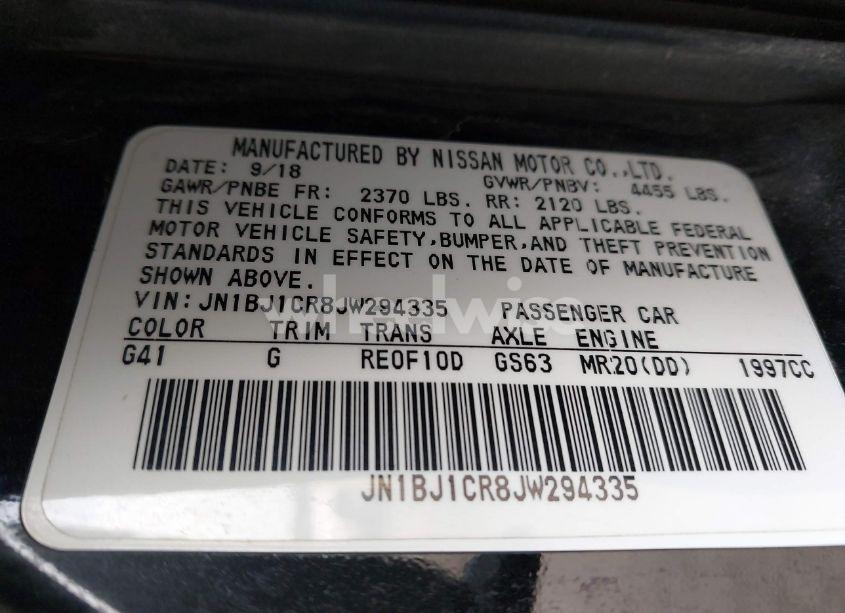 MANUFACTURED BY NISSAN MOTOR CO.,LTD.
DATE: 9/18 GVWR/PNBV: 4455 LBS.
GAWR/PNBE FR: 2370 LBS. RR: 2120 LBS.
THIS VEHICLE CONFORMS TO ALL APPLICABLE FEDERAL
MOTOR VEHICLE SAFETY,BUMPER,AND THEFT PREVENTION
STANDARDS IN EFFECT ON THE DATE OF MANUFACTURE
SHOWN ABOVE.
VIN:JN1BJ1CR8JW294335 PASSENGER CAR
COLOR TRIM TRANS AXLE ENGINE
G41 G RE0F10D GS63 MR20(DD) 1997CC
JN1BJ1CR8JW294335